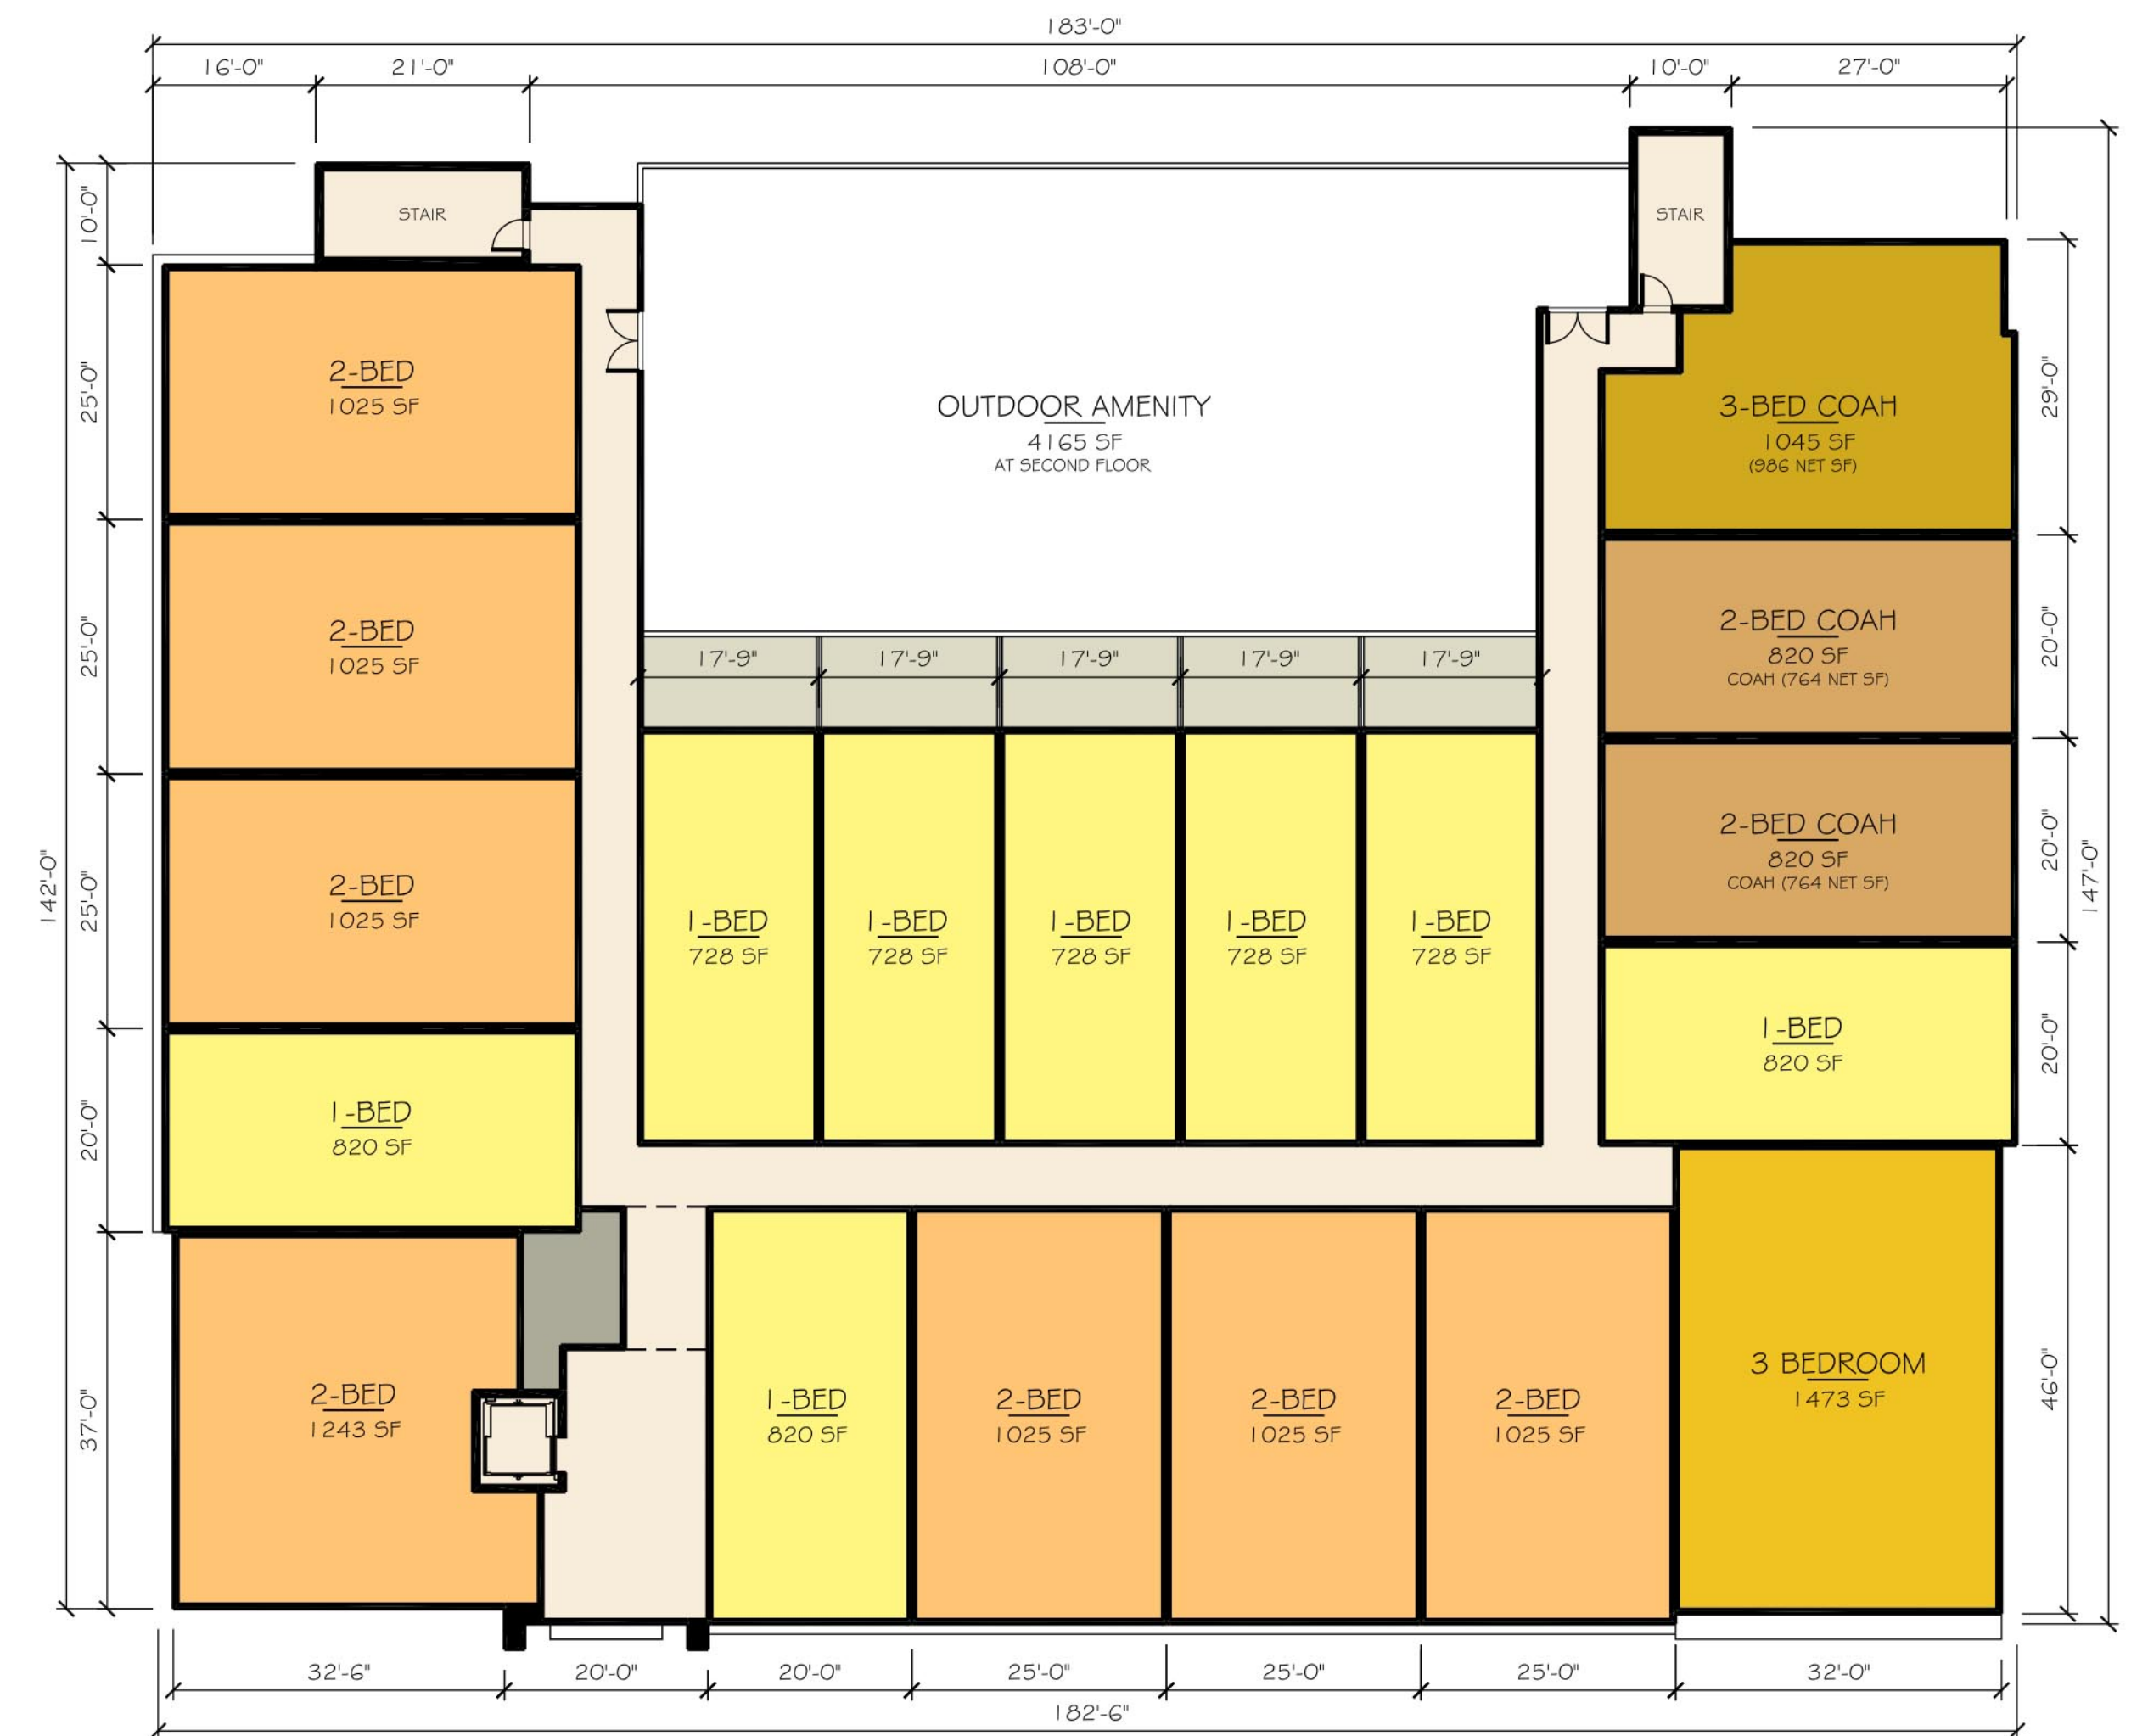 183'-0"
16'-0" 21'-0" 108'-0" 10'-0" 27'-0"
STAIR
STAIR
10'-0"
2-BED
1025 SF
25'-0"
OUTDOOR AMENITY
4165 SF
AT SECOND FLOOR
3-BED COAH
1045 SF
(986 NET SF)
29'-0"
2-BED
1025 SF
25'-0"
17'-9" 17'-9" 17'-9" 17'-9" 17'-9"
2-BED COAH
820 SF
COAH (764 NET SF)
20'-0"
2-BED
1025 SF
25'-0"
142'-0"
2-BED COAH
820 SF
COAH (764 NET SF)
20'-0"
147'-0"
1-BED
728 SF
1-BED
728 SF
1-BED
728 SF
1-BED
728 SF
1-BED
728 SF
1-BED
820 SF
20'-0"
1-BED
820 SF
20'-0"
2-BED
1243 SF
37'-0"
1-BED
820 SF
2-BED
1025 SF
2-BED
1025 SF
2-BED
1025 SF
3 BEDROOM
1473 SF
46'-0"
32'-6" 20'-0" 20'-0" 25'-0" 25'-0" 25'-0" 32'-0"
182'-6"